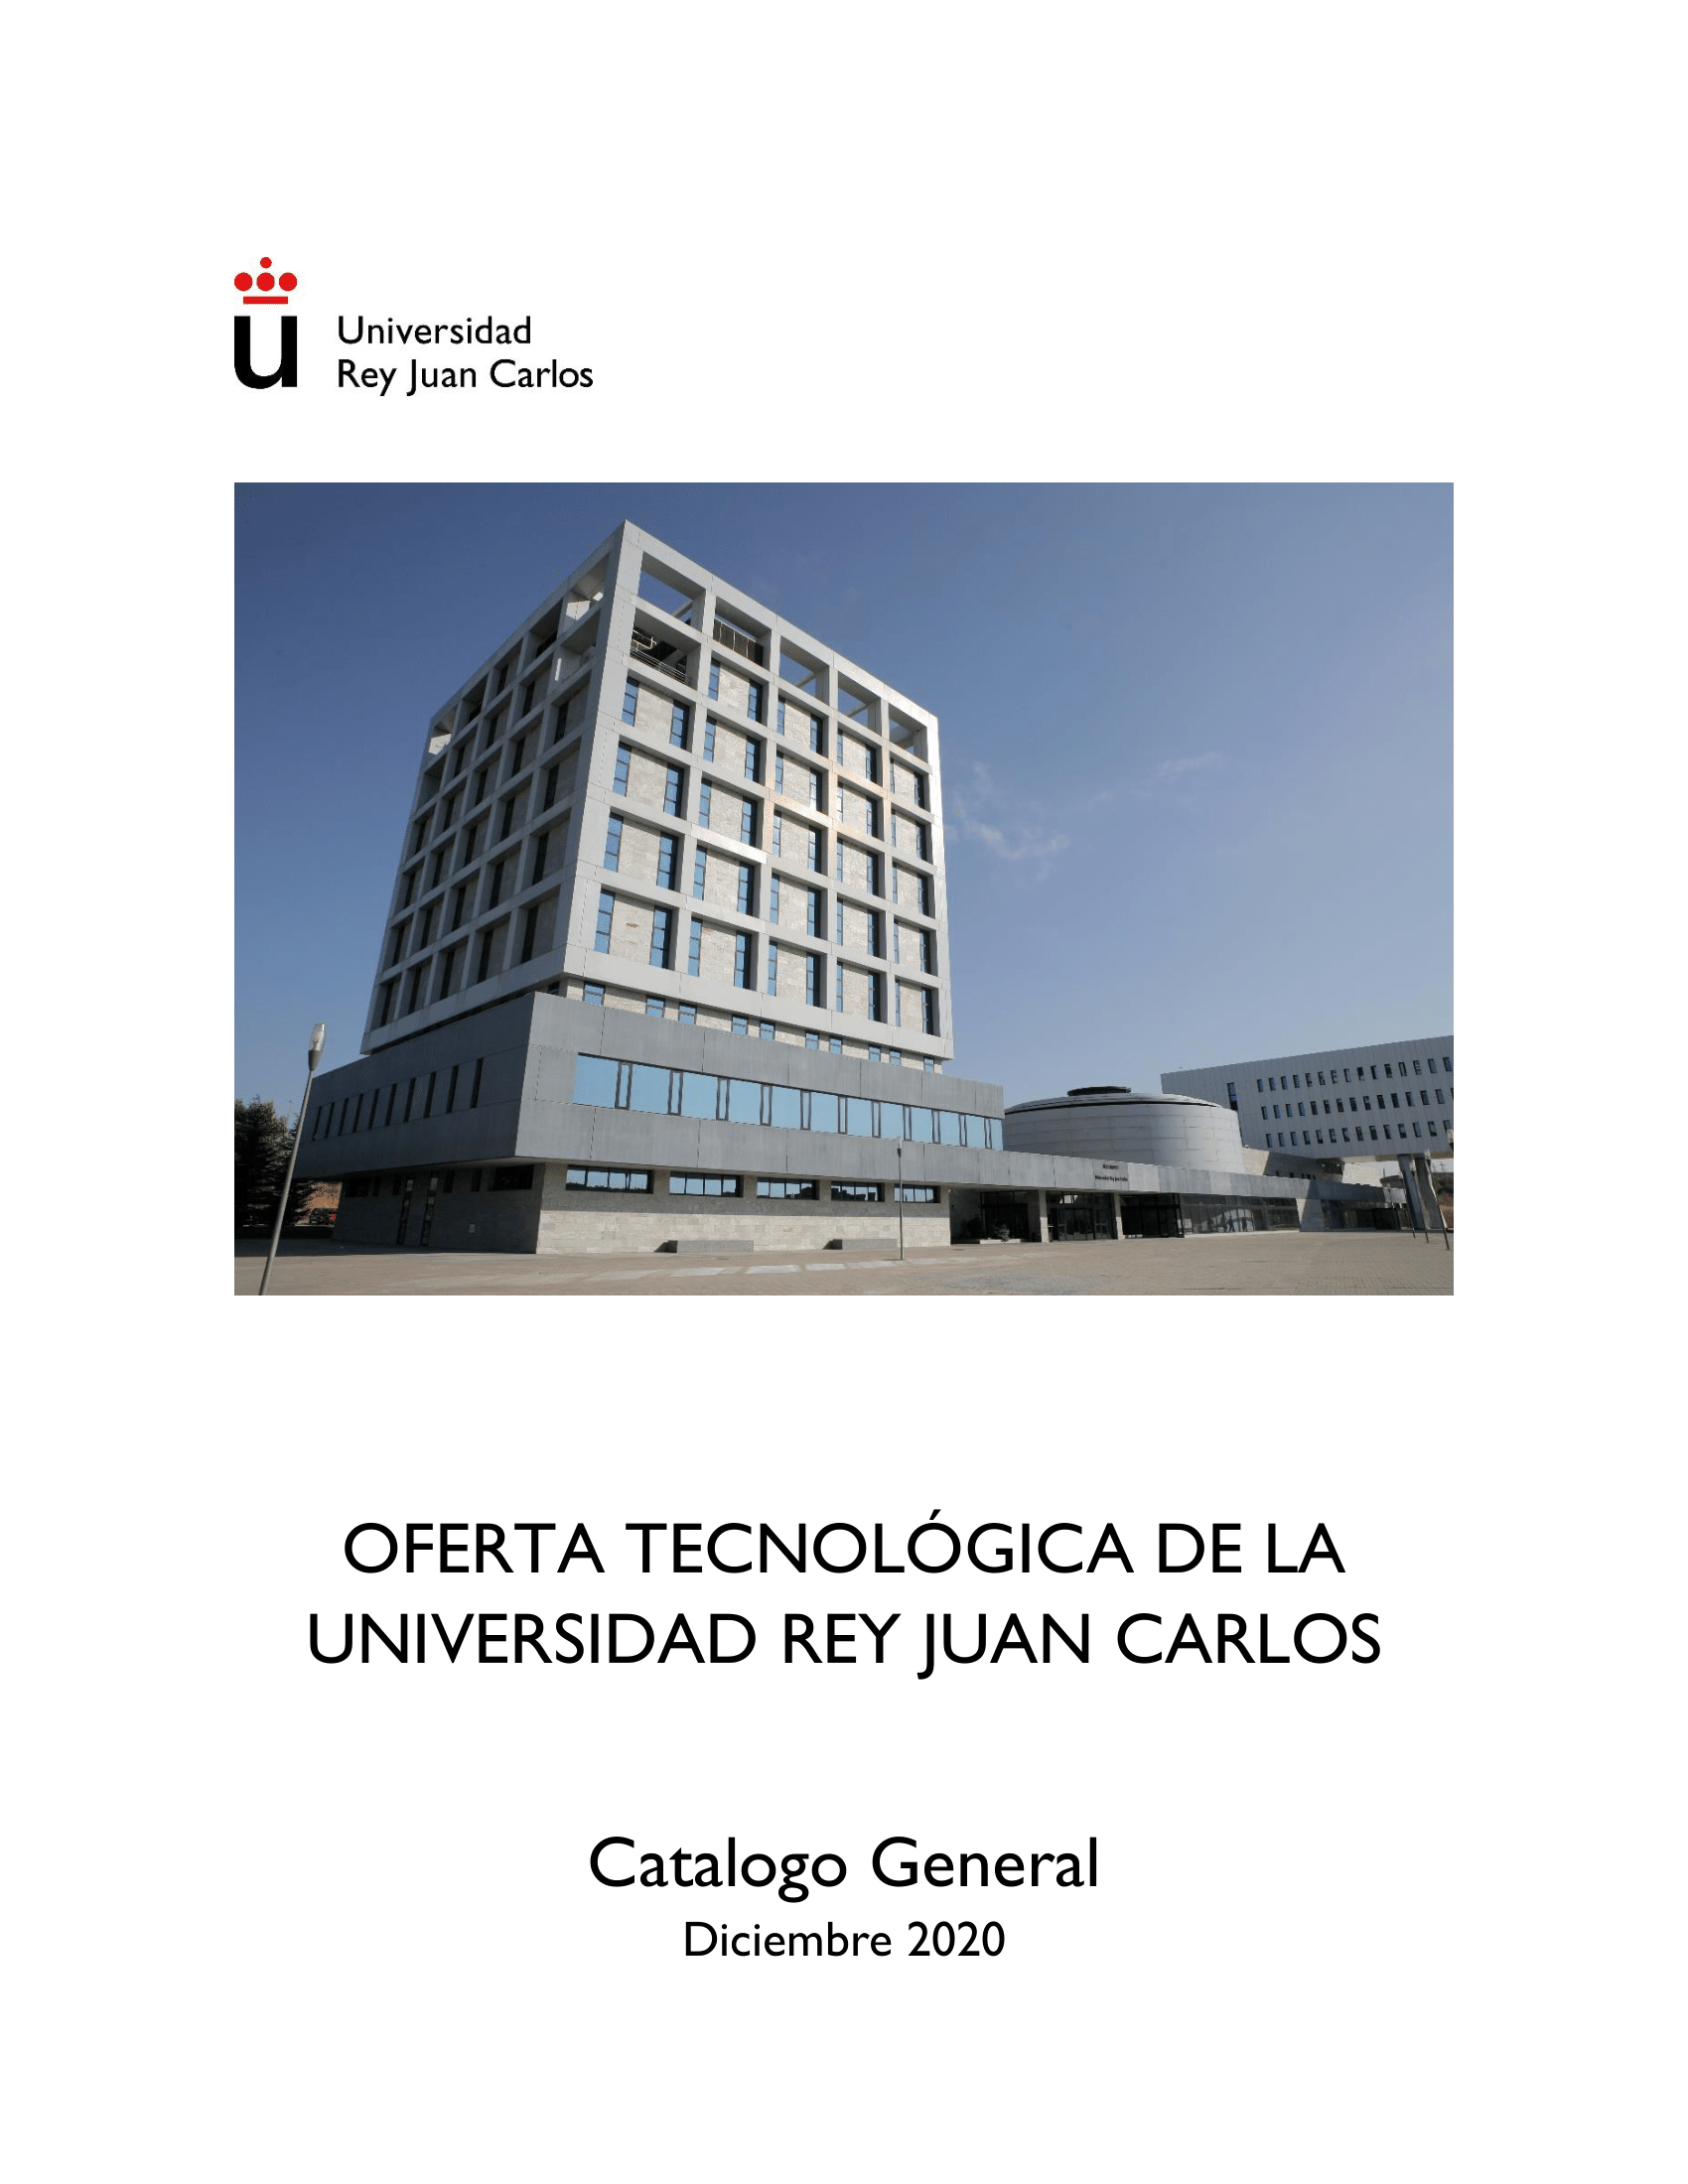 Universidad
Rey Juan Carlos
OFERTA TECNOLÓGICA DE LA
UNIVERSIDAD REY JUAN CARLOS
Catalogo General
Diciembre 2020